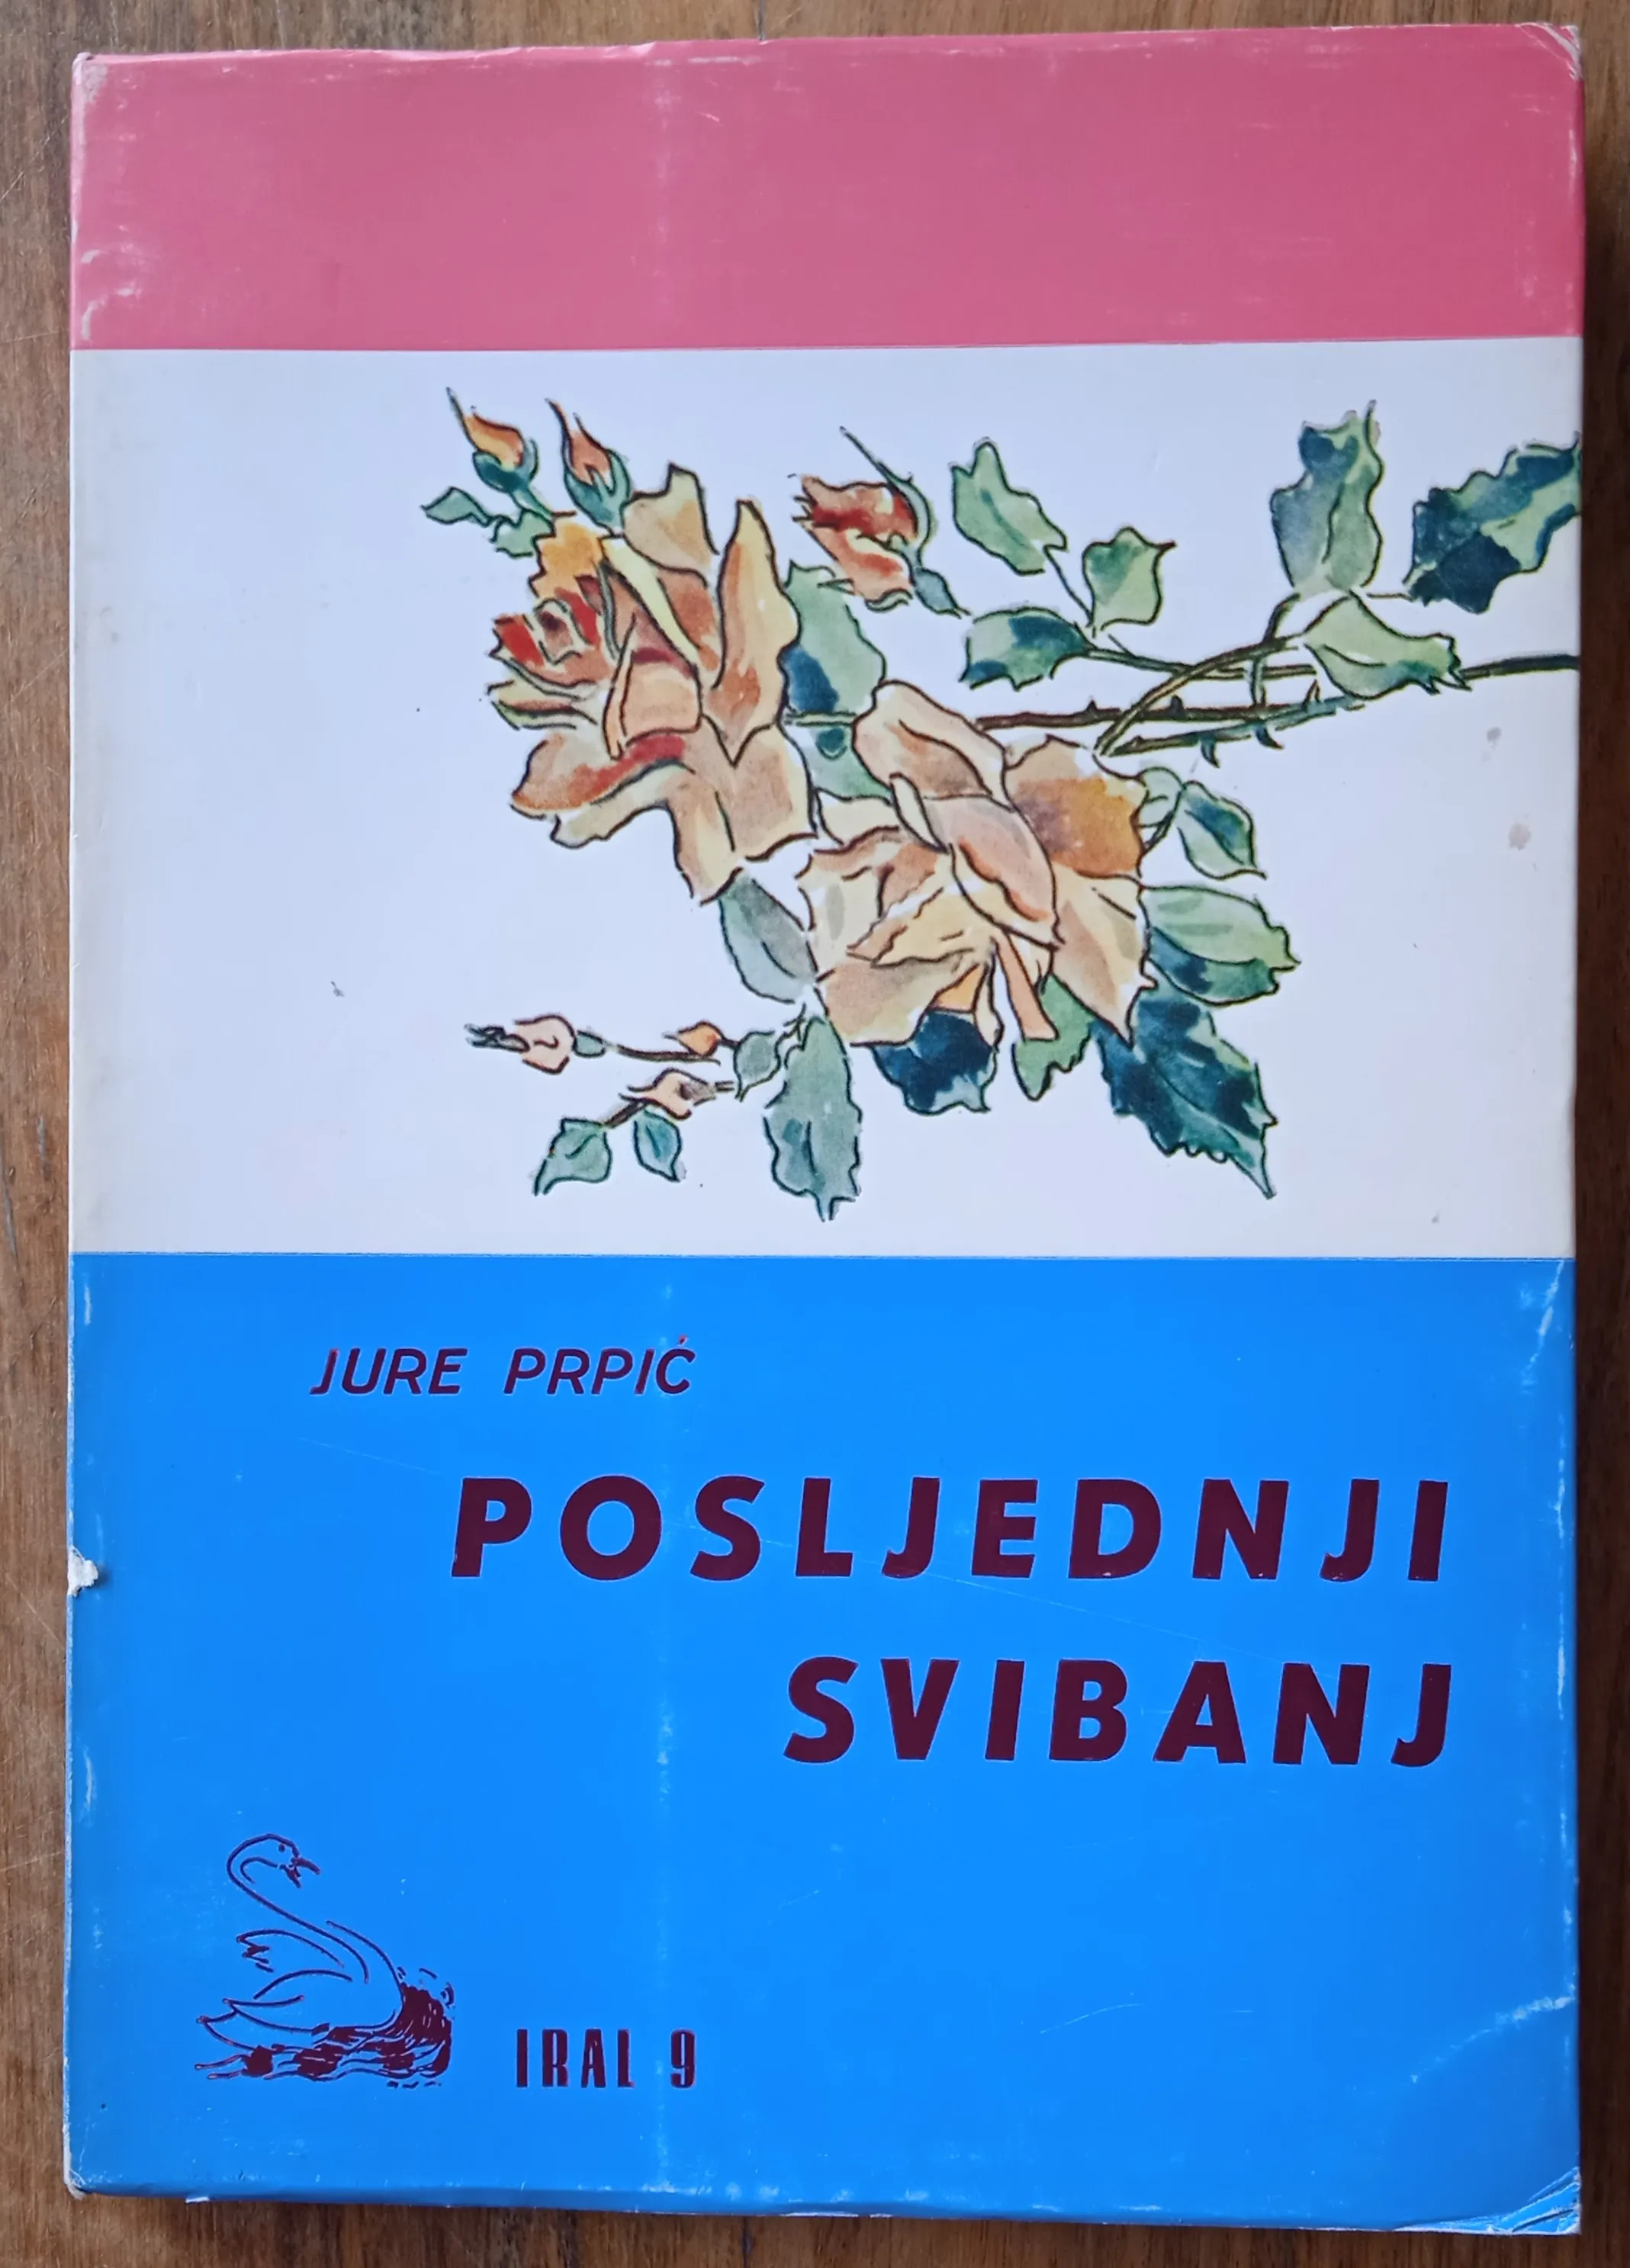 JURE PRPIĆ
POSLJEDNJI
SVIBANJ
IRAL 9